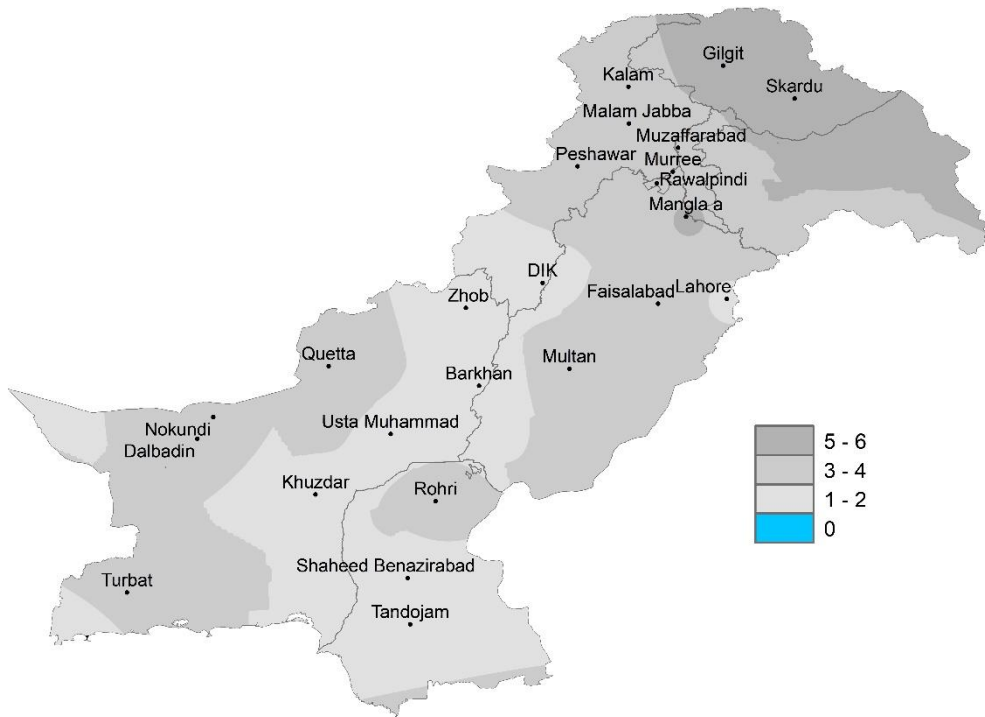 Gilgit
Kalam
Skardu
Malam Jabba
Muzaffarabad
Peshawar
Murree
Rawalpindi
Mangla a
DIK
Zhob
Faisalabad
Lahore
Quetta
Multan
Barkhan
Usta Muhammad
Nokundi
Dalbadin
Khuzdar
Rohri
Shaheed Benazirabad
Turbat
Tandojam
5 - 6
3 - 4
1 - 2
0